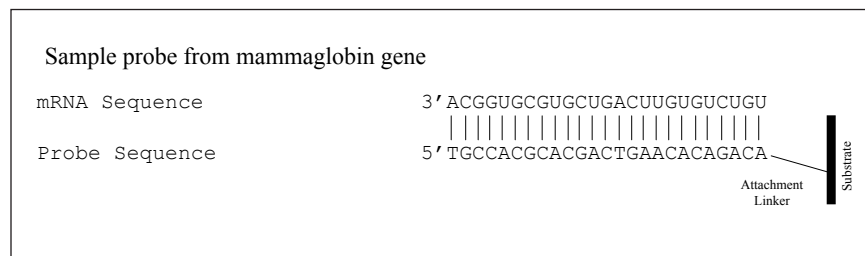 Sample probe from mammaglobin gene
mRNA Sequence 3'ACGGUGCGUGCUGACUUGUGUCUGU
Probe Sequence 5'TGCCACGCACGACTGAACACAGACA
Attachment
Linker
Substrate